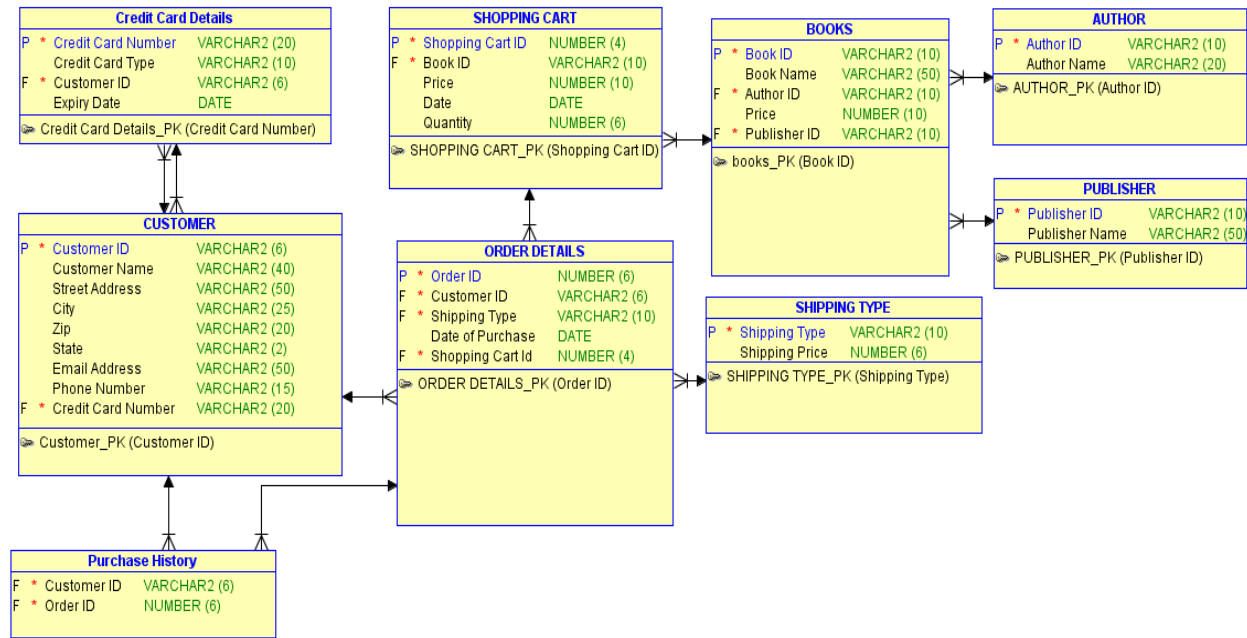 Credit Card Details
P * Credit Card Number VARCHAR2 (20)
Credit Card Type VARCHAR2 (10)
F * Customer ID VARCHAR2 (6)
Expiry Date DATE
Credit Card Details_PK (Credit Card Number)
SHOPPING CART
P * Shopping Cart ID NUMBER (4)
F * Book ID VARCHAR2 (10)
Price NUMBER (10)
Date DATE
Quantity NUMBER (6)
SHOPPING CART_PK (Shopping Cart ID)
BOOKS
P * Book ID VARCHAR2 (10)
Book Name VARCHAR2 (50)
F * Author ID VARCHAR2 (10)
Price NUMBER (10)
F * Publisher ID VARCHAR2 (10)
books_PK (Book ID)
AUTHOR
P * Author ID VARCHAR2 (10)
Author Name VARCHAR2 (20)
AUTHOR_PK (Author ID)
PUBLISHER
P * Publisher ID VARCHAR2 (10)
Publisher Name VARCHAR2 (50)
PUBLISHER_PK (Publisher ID)
CUSTOMER
P * Customer ID VARCHAR2 (6)
Customer Name VARCHAR2 (40)
Street Address VARCHAR2 (50)
City VARCHAR2 (25)
Zip VARCHAR2 (20)
State VARCHAR2 (2)
Email Address VARCHAR2 (50)
Phone Number VARCHAR2 (15)
F * Credit Card Number VARCHAR2 (20)
Customer_PK (Customer ID)
ORDER DETAILS
P * Order ID NUMBER (6)
F * Customer ID VARCHAR2 (6)
F * Shipping Type VARCHAR2 (10)
Date of Purchase DATE
F * Shopping Cart Id NUMBER (4)
ORDER DETAILS_PK (Order ID)
SHIPPING TYPE
P * Shipping Type VARCHAR2 (10)
Shipping Price NUMBER (6)
SHIPPING TYPE_PK (Shipping Type)
Purchase History
F * Customer ID VARCHAR2 (6)
F * Order ID NUMBER (6)